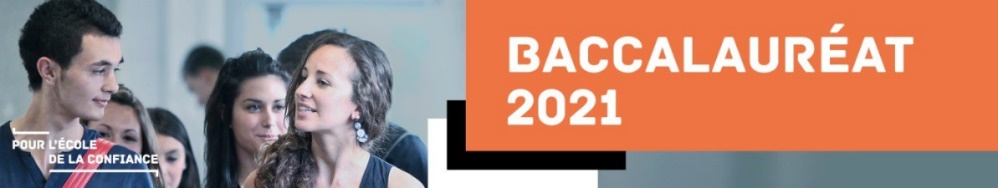 POUR L'ÉCOLE
DE LA CONFIANCE
BACCALAURÉAT
2021